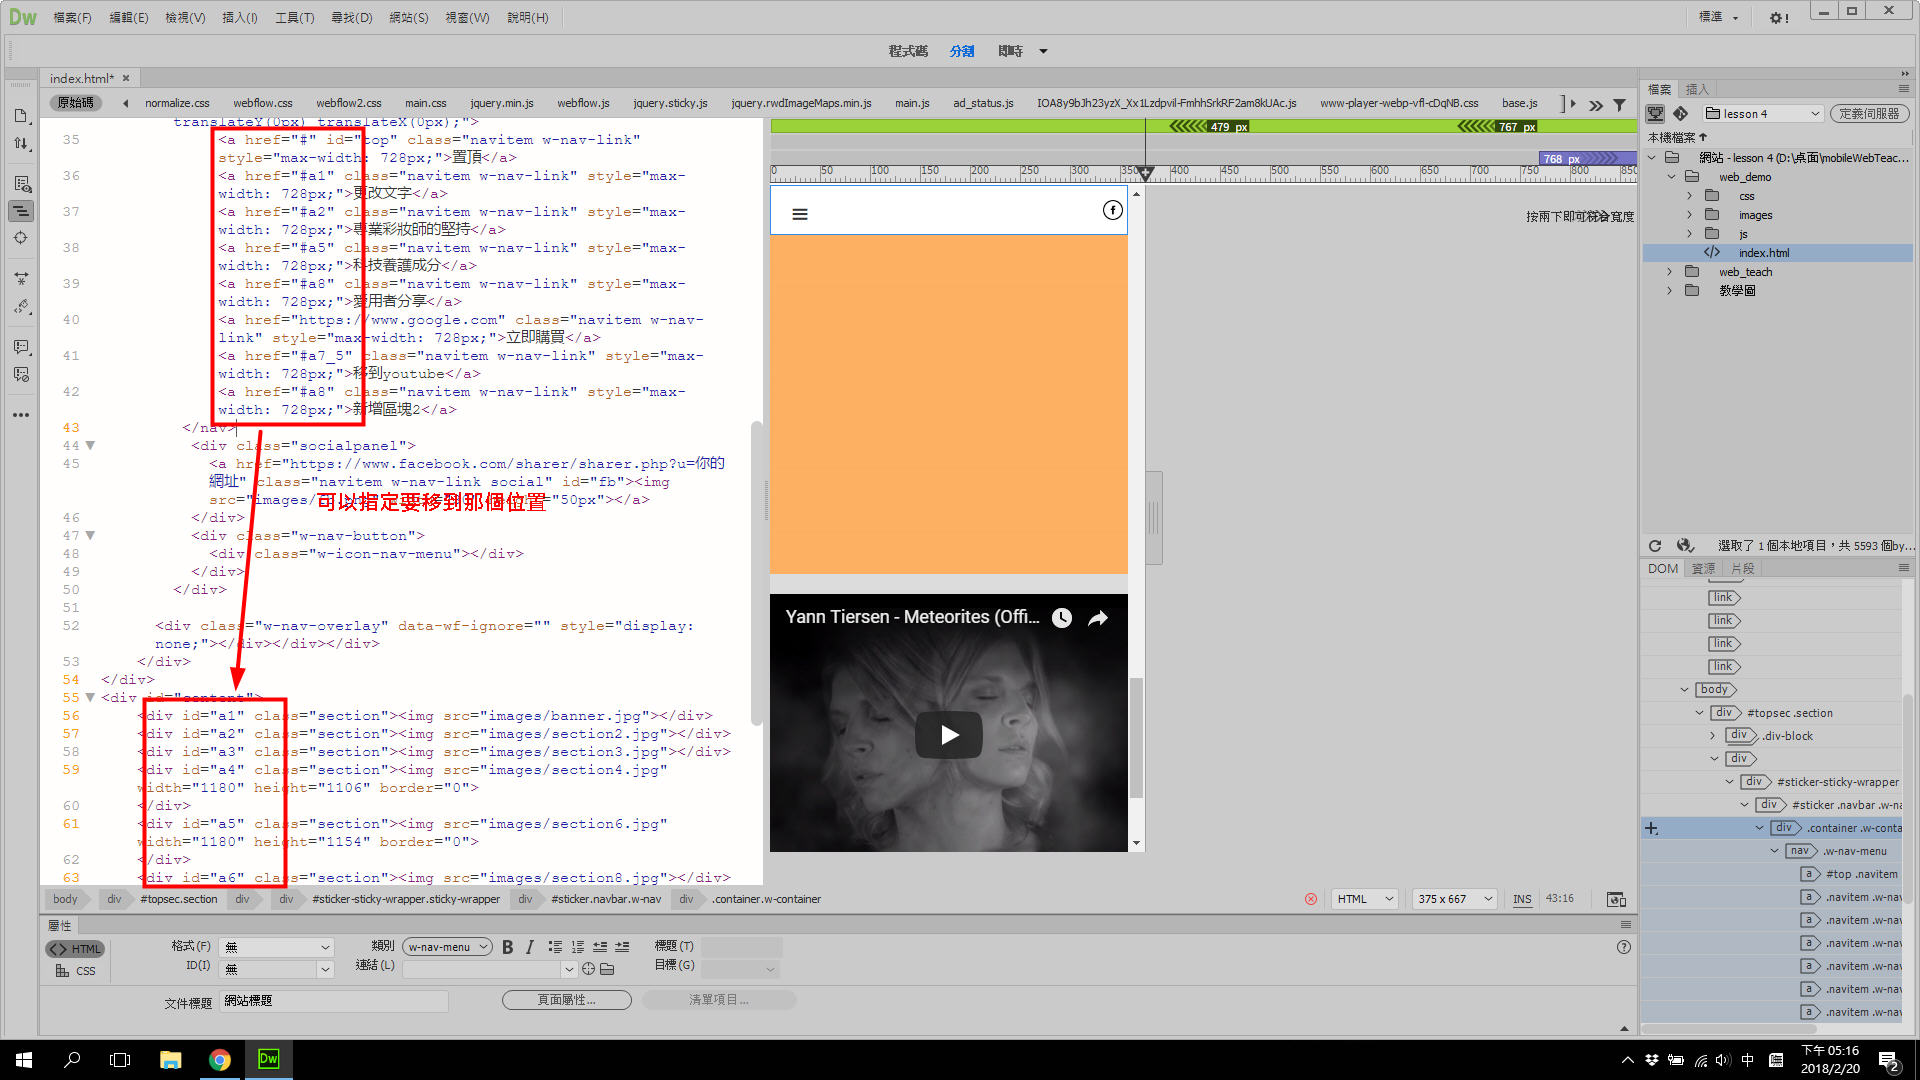 Dw 檔案(F) 編輯(E) 檢視(V) 插入(I) 工具(T) 尋找(D) 網站(S) 視窗(W) 說明(H) 標準
程式碼 分割 即時
index.html*
原始碼 normalize.css webflow.css webflow2.css main.css jquery.min.js webflow.js jquery.sticky.js jquery.rwdImageMaps.min.js main.js ad_status.js IOA8y9bJh23yzX_Xx1Lzdpvil-FmhhSrkRF2am8kUAc.js www-player-webp-vfl-cDqNB.css base.js
translateY(0px) translateX(0px);">
35 <a href="#" id="top" class="navitem w-nav-link"
style="max-width: 728px;">置頂</a>
36 <a href="#a1" class="navitem w-nav-link" style="max-
width: 728px;">更改文字</a>
37 <a href="#a2" class="navitem w-nav-link" style="max-
width: 728px;">專業彩妝師的堅持</a>
38 <a href="#a5" class="navitem w-nav-link" style="max-
width: 728px;">科技養護成分</a>
39 <a href="#a8" class="navitem w-nav-link" style="max-
width: 728px;">愛用者分享</a>
40 <a href="https://www.google.com" class="navitem w-nav-
link" style="max-width: 728px;">立即購買</a>
41 <a href="#a7_5" class="navitem w-nav-link" style="max-
width: 728px;">移到youtube</a>
42 <a href="#a8" class="navitem w-nav-link" style="max-
width: 728px;">新增區塊2</a>
43 </nav>
44 <div class="socialpanel">
45 <a href="https://www.facebook.com/sharer/sharer.php?u=你的
網址" class="navitem w-nav-link social" id="fb"><img
src="images/ "50px"></a>
可以指定要移到那個位置
46 </div>
47 <div class="w-nav-button">
48 <div class="w-icon-nav-menu"></div>
49 </div>
50 </div>
51
52 <div class="w-nav-overlay" data-wf-ignore="" style="display:
none;"></div></div></div>
53 </div>
54 </div>
55 <div id="content">
56 <div id="a1" class="section"><img src="images/banner.jpg"></div>
57 <div id="a2" class="section"><img src="images/section2.jpg"></div>
58 <div id="a3" class="section"><img src="images/section3.jpg"></div>
59 <div id="a4" class="section"><img src="images/section4.jpg"
width="1180" height="1106" border="0">
60 </div>
61 <div id="a5" class="section"><img src="images/section6.jpg"
width="1180" height="1154" border="0">
62 </div>
63 <div id="a6" class="section"><img src="images/section8.jpg"></div>
479 px 767 px
768 px
0 50 100 150 200 250 300 350 400 450 500 550 600 650 700 750 800 850
Yann Tiersen - Meteorites (Offi...
body div #topsec.section div div #sticker-sticky-wrapper.sticky-wrapper div #sticker.navbar.w-nav div .container.w-container
HTML 375 x 667 INS 43:16
屬性
HTML
CSS
格式(F) 無 類別 w-nav-menu B I 標題(T)
ID(I) 無 連結(L) 目標(G)
文件標題 網站標題 頁面屬性... 清單項目...
檔案 插入
lesson 4 定義伺服器
本機檔案
網站 - lesson 4 (D:\桌面\mobileWebTeac...
web_demo
css
images
js
index.html
web_teach
教學圖
選取了 1 個本地項目，共 5593 個by...
DOM 資源 片段
link
link
link
link
body
div #topsec .section
div .div-block
div
div #sticker-sticky-wrapper
div #sticker .navbar .w-na
div .container .w-conta
nav .w-nav-menu
a #top .navitem
a .navitem .w-nav
a .navitem .w-nav
a .navitem .w-nav
a .navitem .w-nav
a .navitem .w-nav
a .navitem .w-nav
Dw
中
下午 05:16
2018/2/20
2